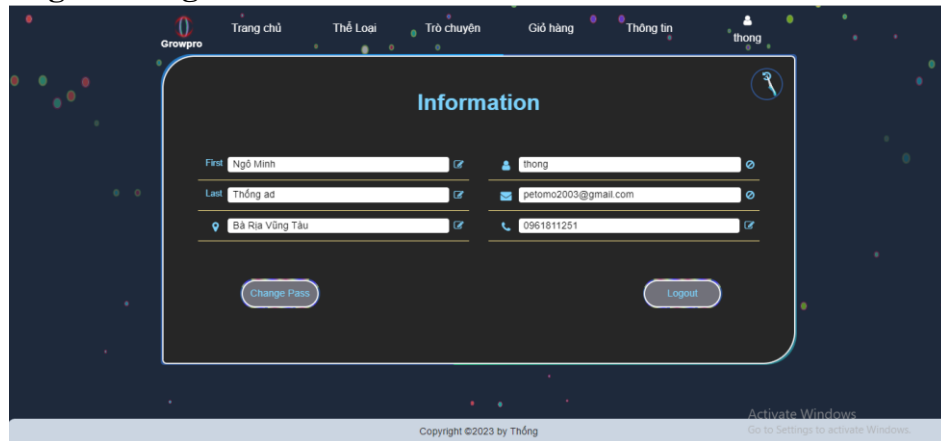 Growpro
Trang chủ
Thể Loại
Trò chuyện
Giỏ hàng
Thông tin
thong
Information
First Ngô Minh
thong
Last Thống ad
petomo2003@gmail.com
Bà Rịa Vũng Tàu
0961811251
Change Pass
Logout
Activate Windows
Go to Settings to activate Windows.
Copyright ©2023 by Thống